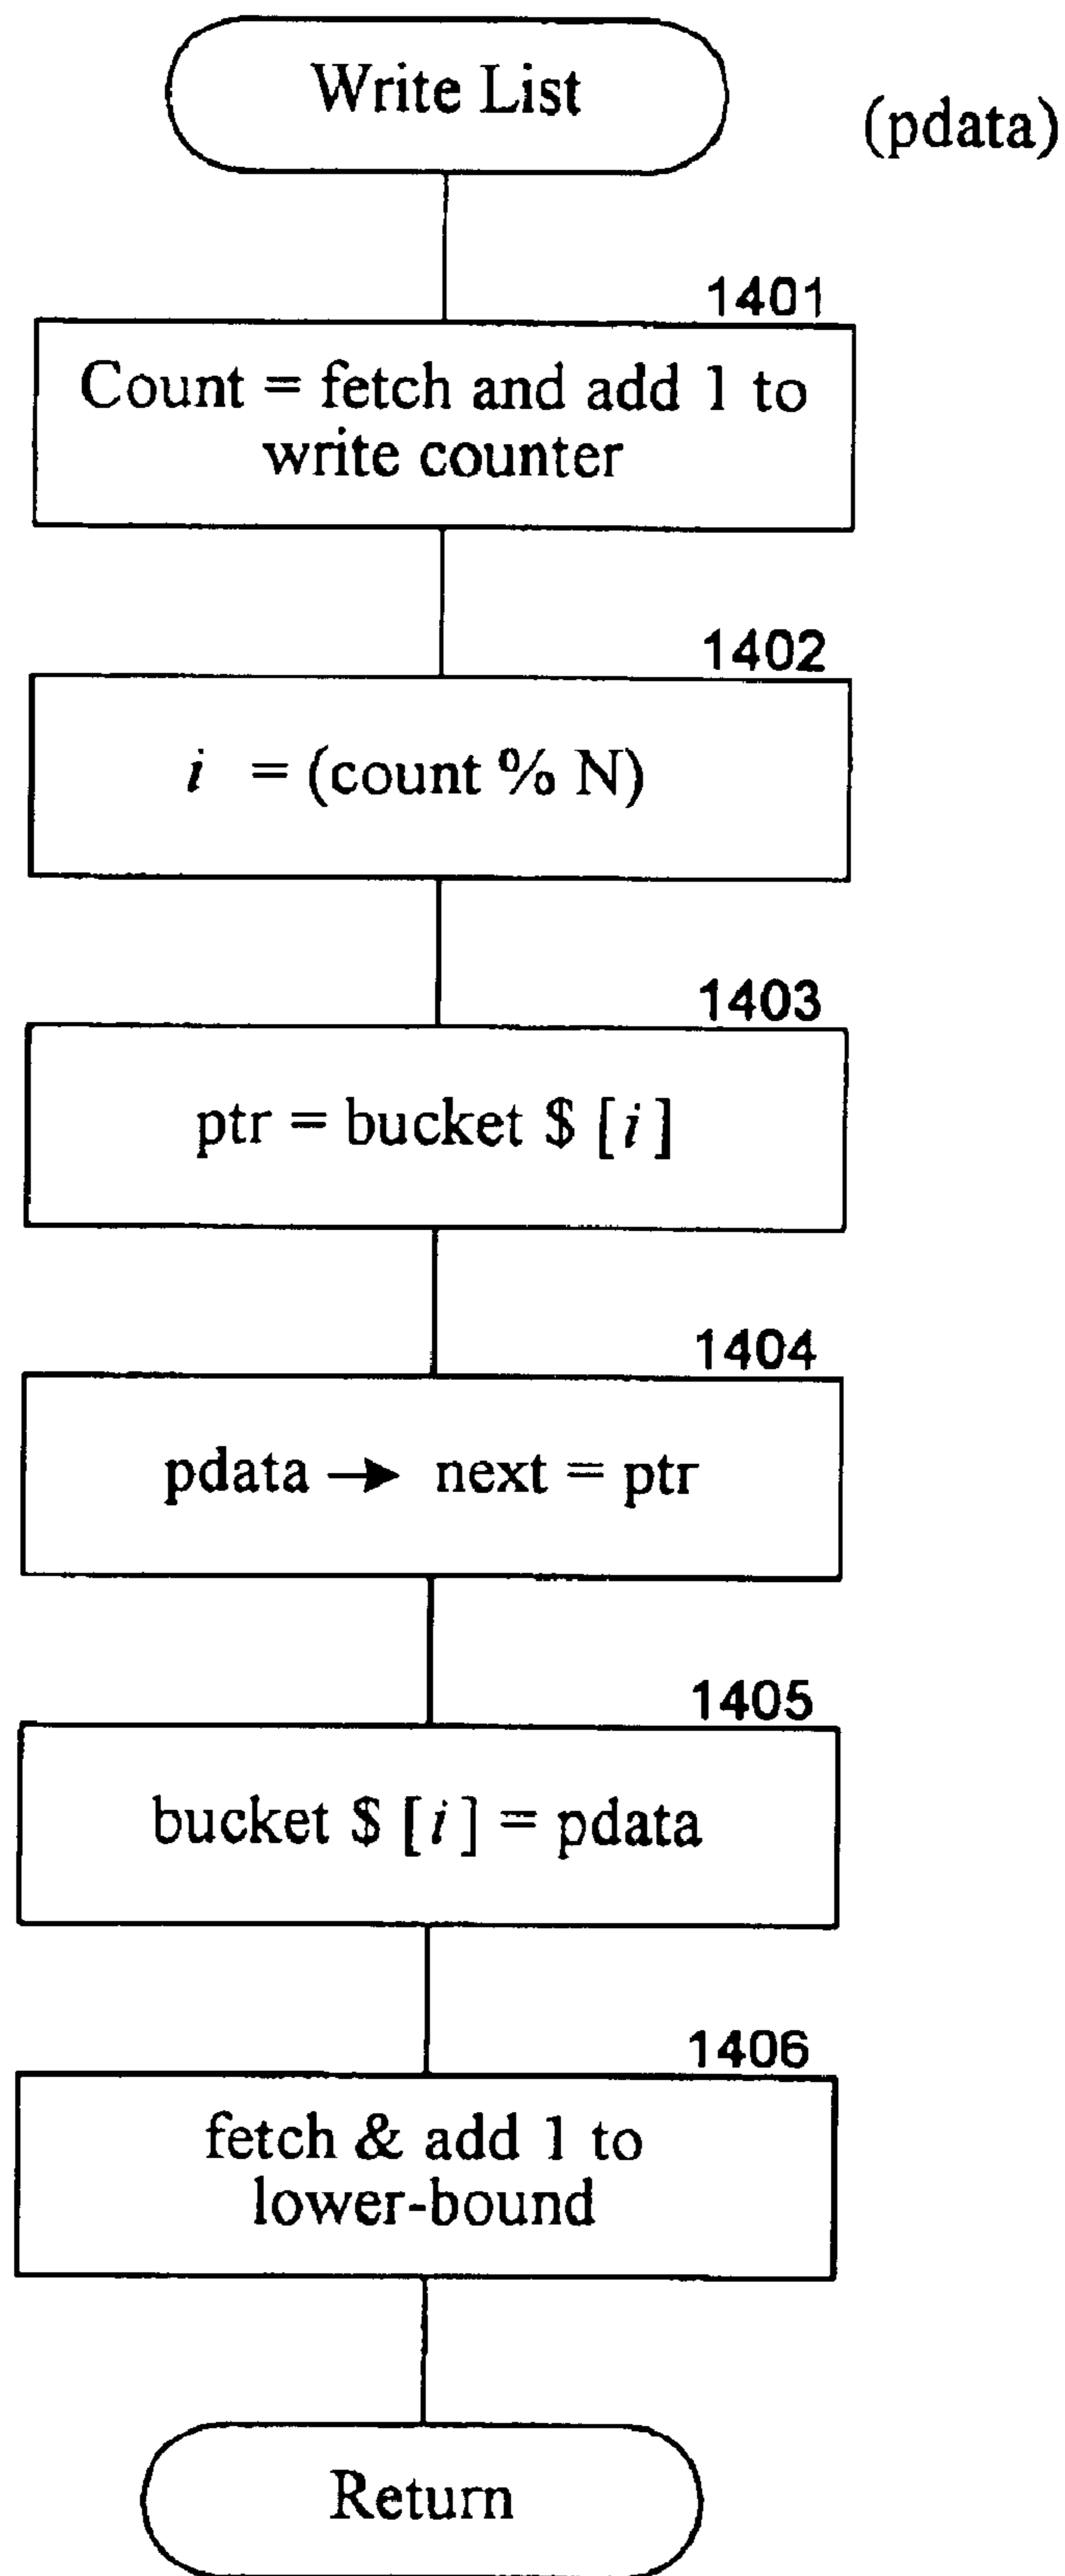 Write List
(pdata)
1401
Count = fetch and add 1 to
write counter
1402
i = (count % N)
1403
ptr = bucket $ [i]
1404
pdata → next = ptr
1405
bucket $ [i] = pdata
1406
fetch & add 1 to
lower-bound
Return